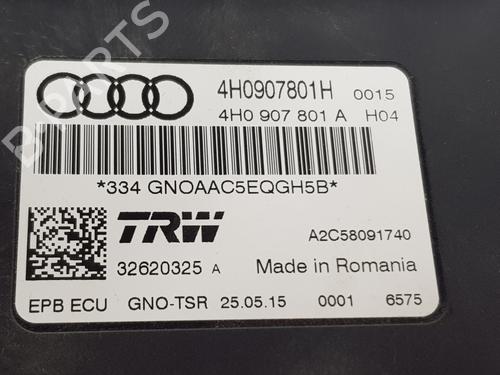 4H0907801H 0015
4H0 907 801 A H04
*334 GNOAAC5EQGH5B*
TRW
A2C58091740
32620325 A Made in Romania
EPB ECU GNO-TSR 25.05.15 0001 6575
B-PARTS